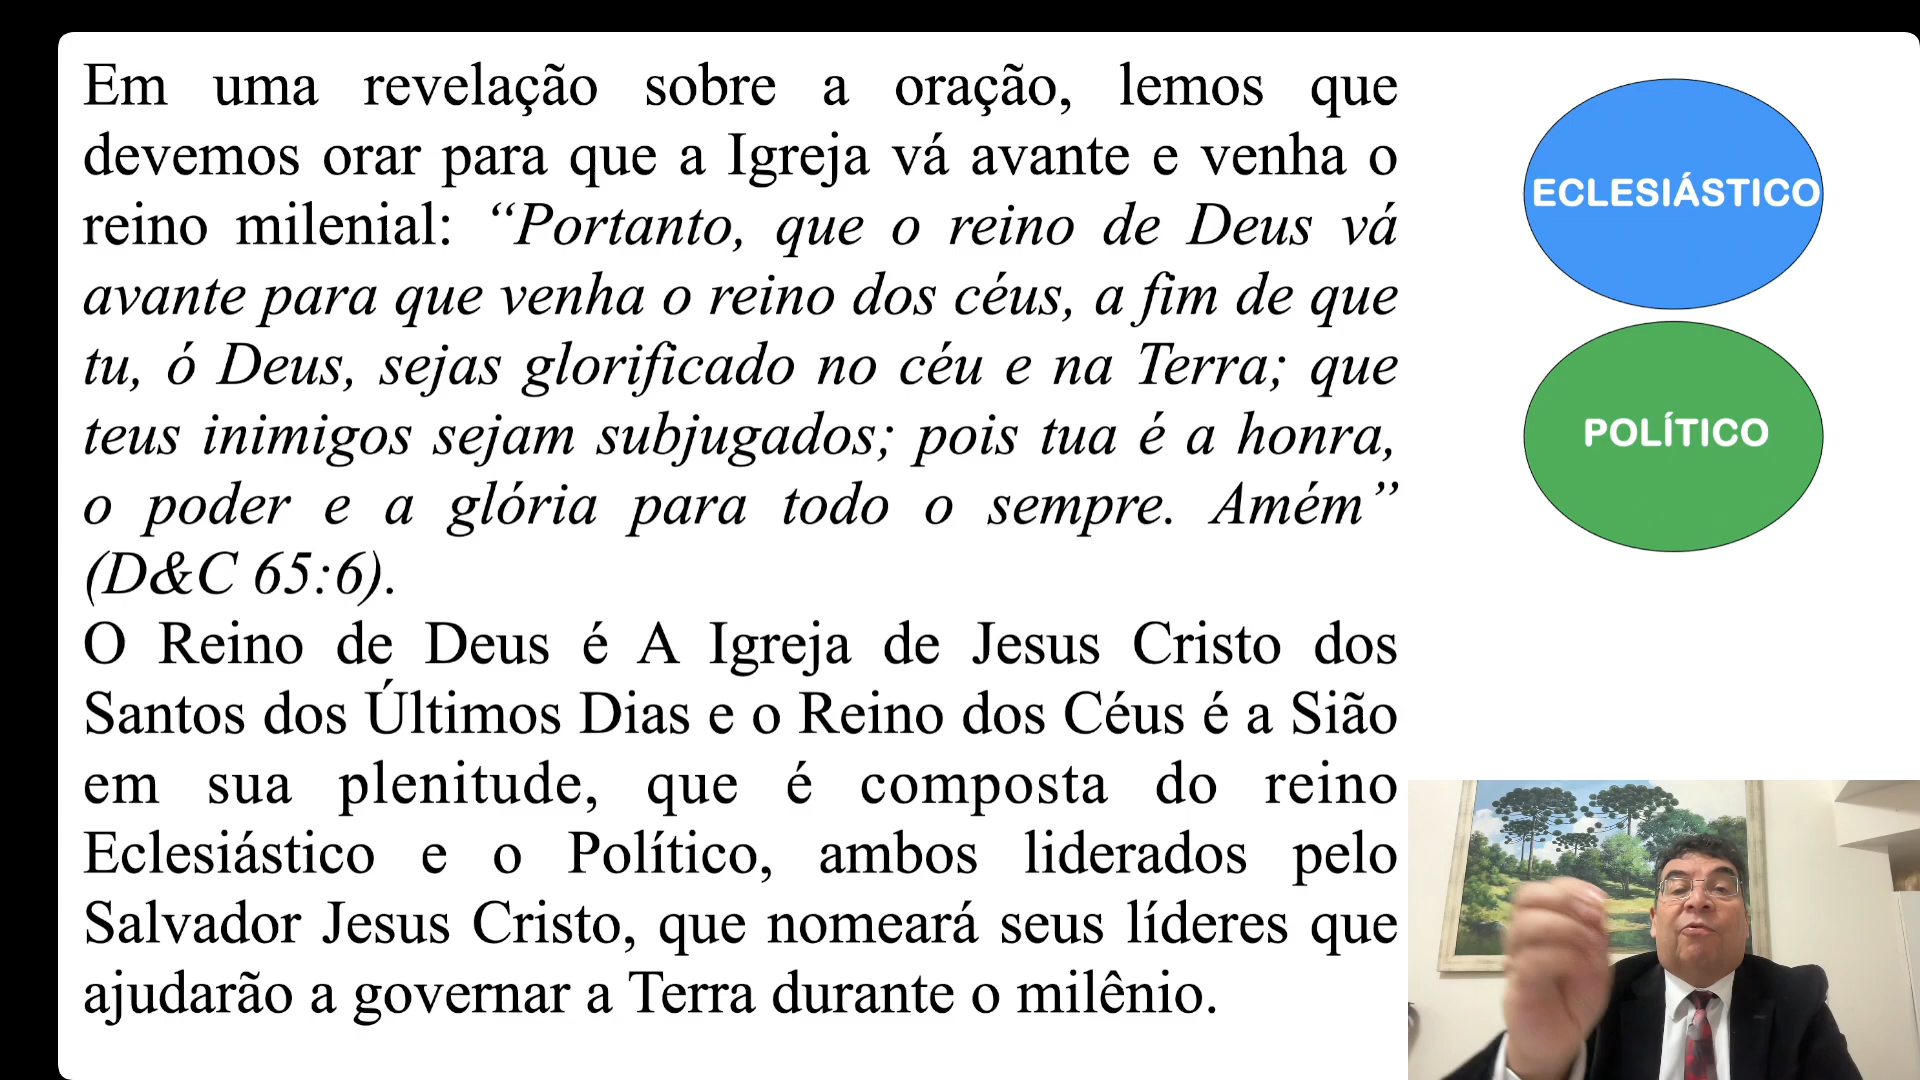 Em uma revelação sobre a oração, lemos que
devemos orar para que a Igreja vá avante e venha o
reino milenial: “Portanto, que o reino de Deus vá
avante para que venha o reino dos céus, a fim de que
tu, ó Deus, sejas glorificado no céu e na Terra; que
teus inimigos sejam subjugados; pois tua é a honra,
o poder e a glória para todo o sempre. Amém”
(D&C 65:6).
O Reino de Deus é A Igreja de Jesus Cristo dos
Santos dos Últimos Dias e o Reino dos Céus é a Sião
em sua plenitude, que é composta do reino
Eclesiástico e o Político, ambos liderados pelo
Salvador Jesus Cristo, que nomeará seus líderes que
ajudarão a governar a Terra durante o milênio.
ECLESIÁSTICO
POLÍTICO